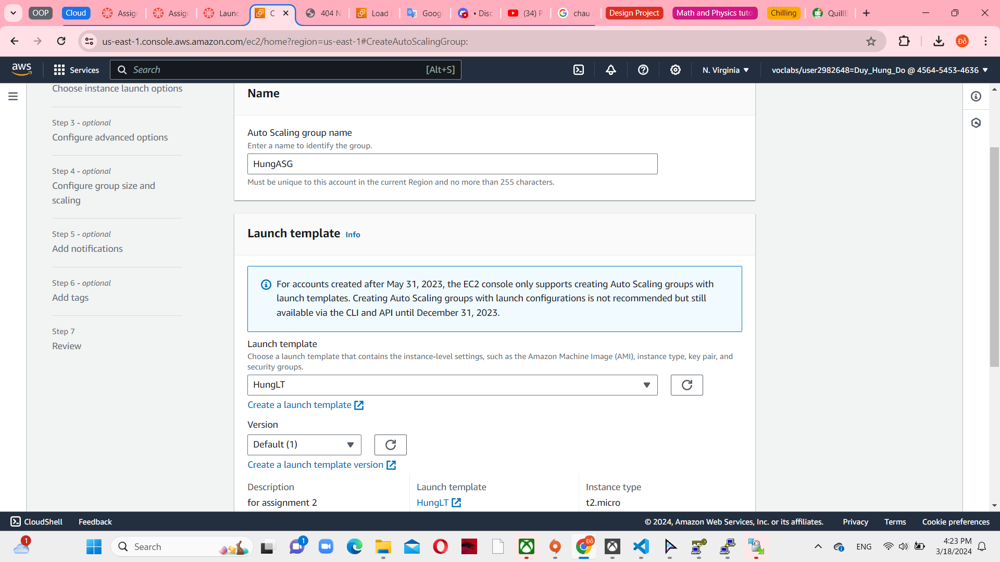 OOP
Cloud
Assign
Assign
Launc
C
404 N
Load
Goog
• Disc
(34) P
chau
Design Project
Math and Physics tuto
Chilling
QuillB
us-east-1.console.aws.amazon.com/ec2/home?region=us-east-1#CreateAutoScalingGroup:
Đỗ
aws
Services
Search
[Alt+S]
N. Virginia
voclabs/user2982648=Duy_Hung_Do @ 4564-5453-4636
Choose instance launch options
Step 3 - optional
Configure advanced options
Step 4 - optional
Configure group size and
scaling
Step 5 - optional
Add notifications
Step 6 - optional
Add tags
Step 7
Review
Name
Auto Scaling group name
Enter a name to identify the group.
HungASG
Must be unique to this account in the current Region and no more than 255 characters.
Launch template Info
For accounts created after May 31, 2023, the EC2 console only supports creating Auto Scaling groups with
launch templates. Creating Auto Scaling groups with launch configurations is not recommended but still
available via the CLI and API until December 31, 2023.
Launch template
Choose a launch template that contains the instance-level settings, such as the Amazon Machine Image (AMI), instance type, key pair, and
security groups.
HungLT
Create a launch template
Version
Default (1)
Create a launch template version
Description
for assignment 2
Launch template
HungLT
Instance type
t2.micro
CloudShell
Feedback
© 2024, Amazon Web Services, Inc. or its affiliates.
Privacy
Terms
Cookie preferences
1
Search
1
Đỗ
ENG
4:23 PM
3/18/2024